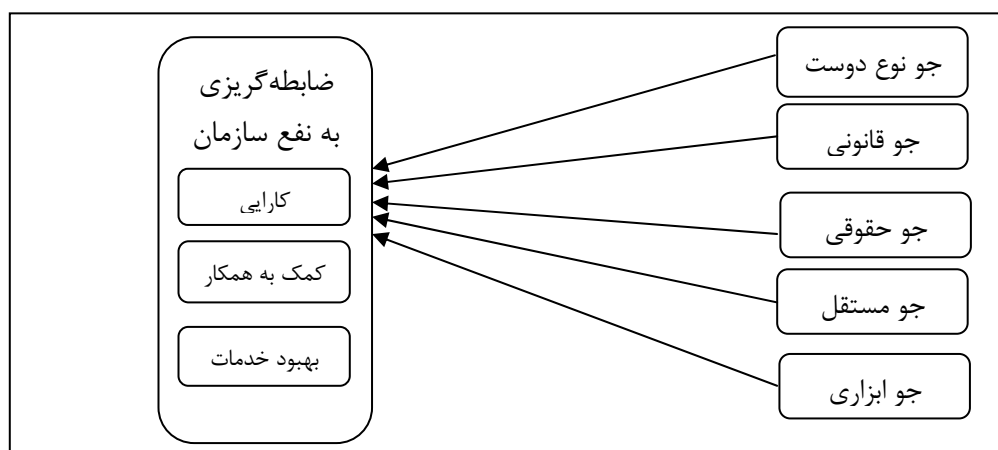 جو نوع دوست
جو قانونی
جو حقوقی
جو مستقل
جو ابزاری
ضابطه‌گریزی
به نفع سازمان
کارایی
کمک به همکار
بهبود خدمات